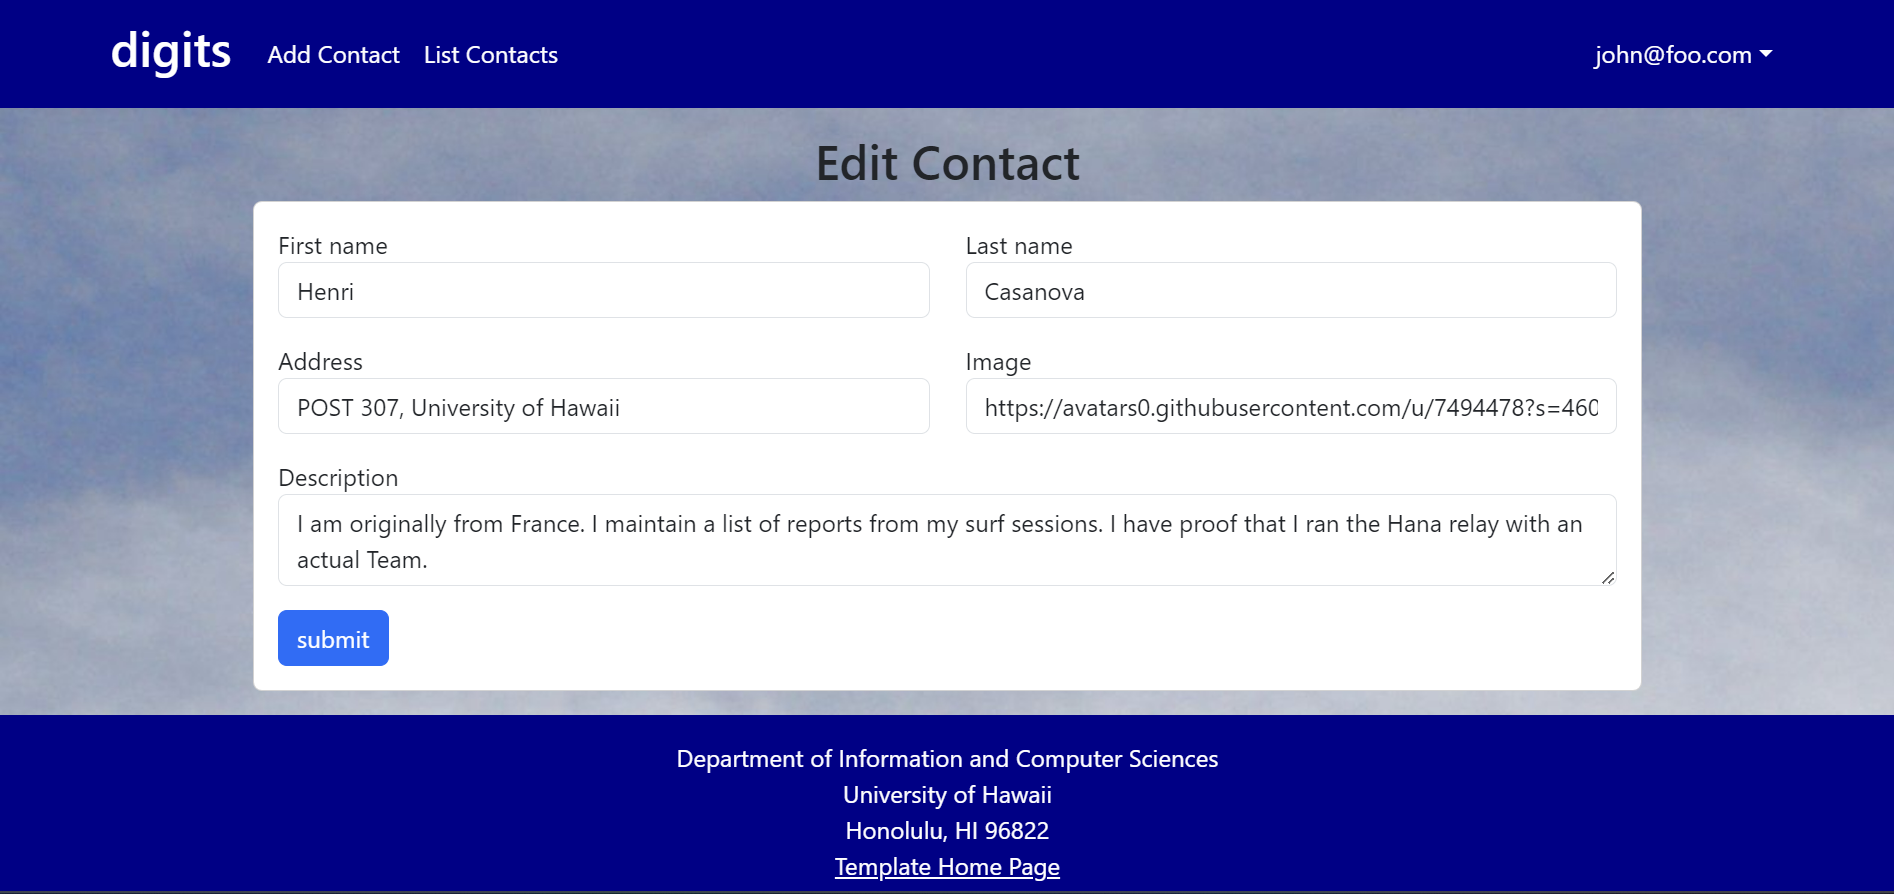 digits
Add Contact
List Contacts
john@foo.com
Edit Contact
First name
Last name
Henri
Casanova
Address
Image
POST 307, University of Hawaii
https://avatars0.githubusercontent.com/u/7494478?s=460
Description
I am originally from France. I maintain a list of reports from my surf sessions. I have proof that I ran the Hana relay with an
actual Team.
submit
Department of Information and Computer Sciences
University of Hawaii
Honolulu, HI 96822
Template Home Page